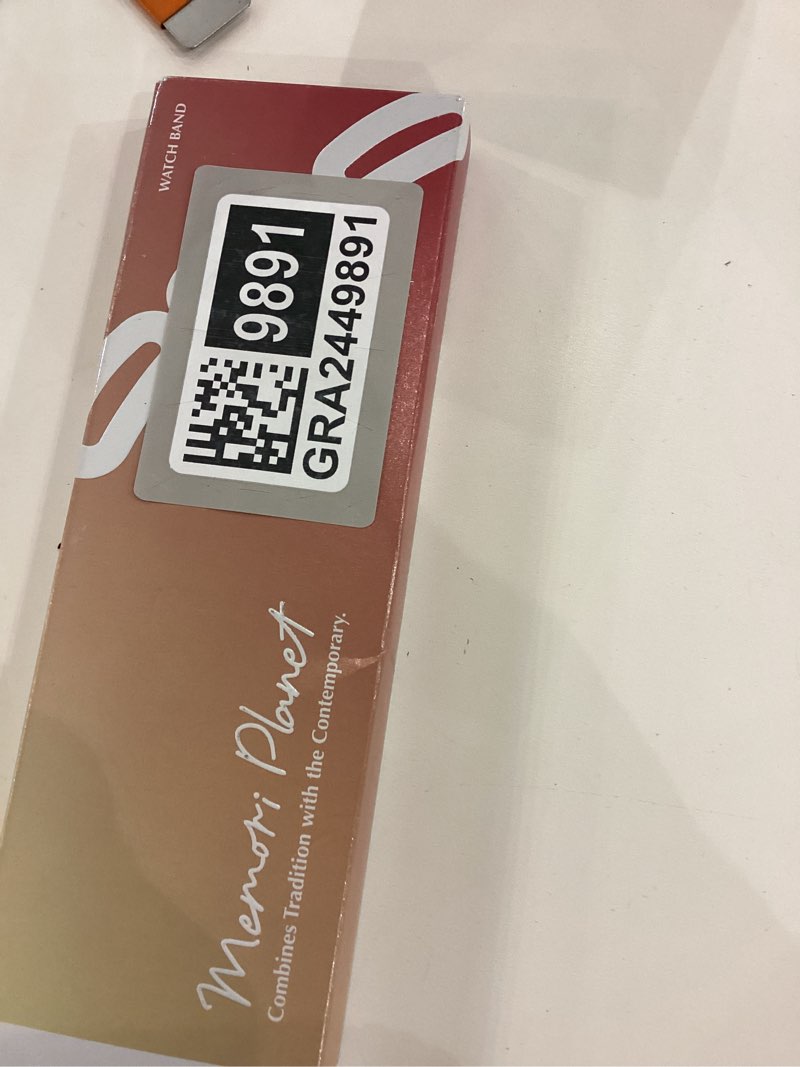 WATCH BAND
9891
GRA2449891
Memori Planet
Combines Tradition with the Contemporary.